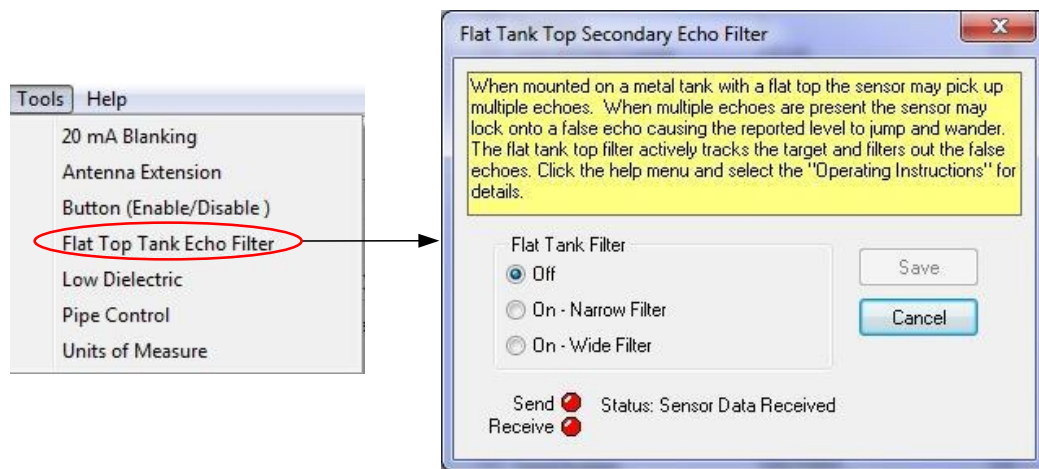 Tools Help
20 mA Blanking
Antenna Extension
Button (Enable/Disable )
Flat Top Tank Echo Filter
Low Dielectric
Pipe Control
Units of Measure
Flat Tank Top Secondary Echo Filter
When mounted on a metal tank with a flat top the sensor may pick up
multiple echoes. When multiple echoes are present the sensor may
lock onto a false echo causing the reported level to jump and wander.
The flat tank top filter actively tracks the target and filters out the false
echoes. Click the help menu and select the "Operating Instructions" for
details.
Flat Tank Filter
Off
On - Narrow Filter
On - Wide Filter
Save
Cancel
Send
Status: Sensor Data Received
Receive